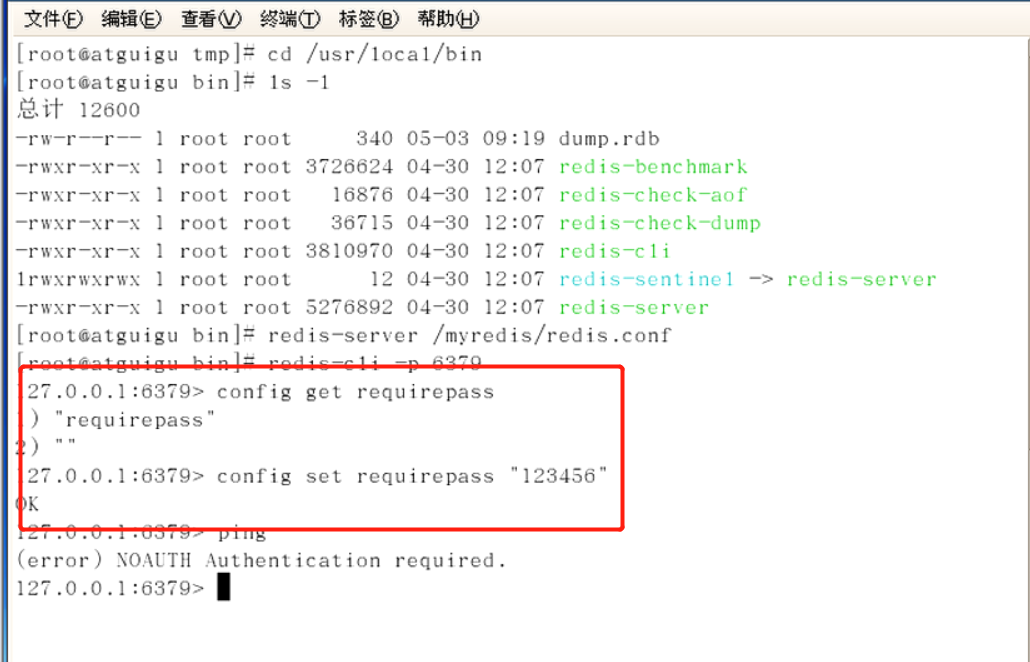 文件(F) 编辑(E) 查看(V) 终端(T) 标签(B) 帮助(H)
[root@atguigu tmp]# cd /usr/local/bin
[root@atguigu bin]# ls -l
总计 12600
-rw-r--r-- 1 root root 340 05-03 09:19 dump.rdb
-rwxr-xr-x 1 root root 3726624 04-30 12:07 redis-benchmark
-rwxr-xr-x 1 root root 16876 04-30 12:07 redis-check-aof
-rwxr-xr-x 1 root root 36715 04-30 12:07 redis-check-dump
-rwxr-xr-x 1 root root 3810970 04-30 12:07 redis-cli
lrwxrwxrwx 1 root root 12 04-30 12:07 redis-sentinel -> redis-server
-rwxr-xr-x 1 root root 5276892 04-30 12:07 redis-server
[root@atguigu bin]# redis-server /myredis/redis.conf
[root@atguigu bin]# redis-cli -p 6379
127.0.0.1:6379> config get requirepass
1) "requirepass"
2) ""
127.0.0.1:6379> config set requirepass "123456"
OK
127.0.0.1:6379> ping
(error) NOAUTH Authentication required.
127.0.0.1:6379>